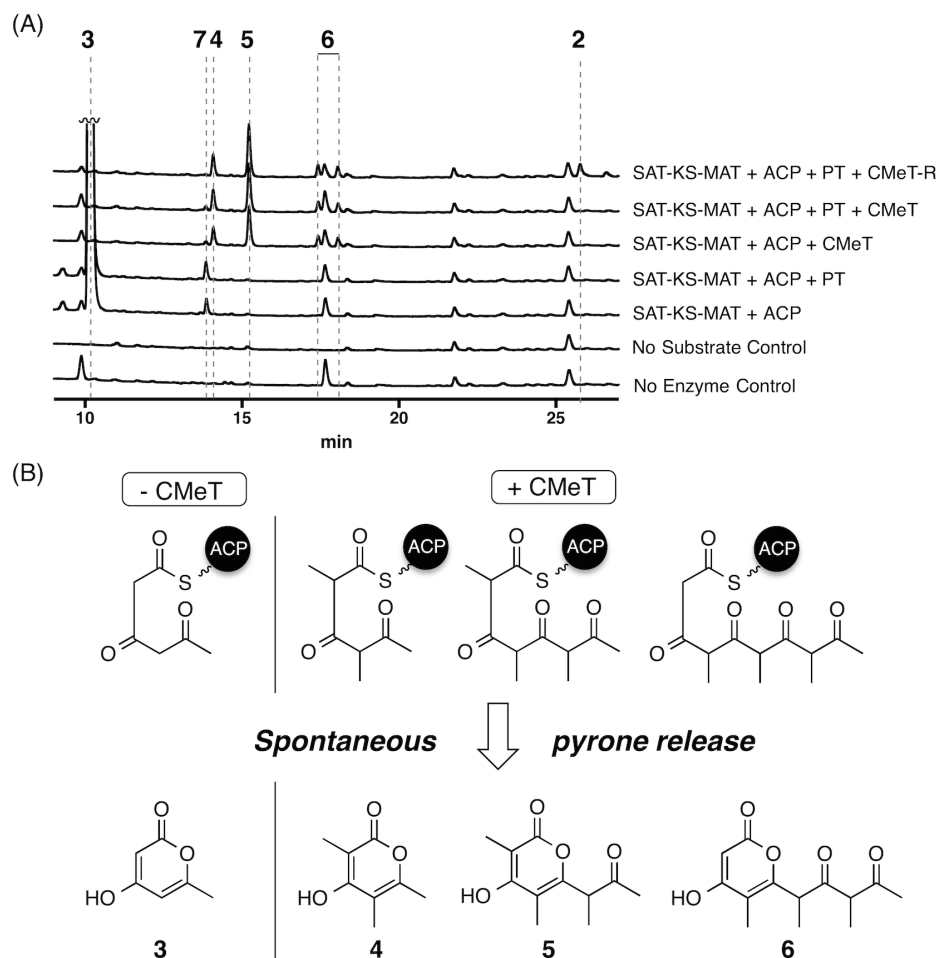 (A)
3 7 4 5 6 2
SAT-KS-MAT + ACP + PT + CMeT-R
SAT-KS-MAT + ACP + PT + CMeT
SAT-KS-MAT + ACP + CMeT
SAT-KS-MAT + ACP + PT
SAT-KS-MAT + ACP
No Substrate Control
No Enzyme Control
10 15 20 25
min
(B)
- CMeT + CMeT
O ACP O ACP O ACP O ACP
S S S S
O O O O O O O O O O
Spontaneous pyrone release
O O O O O O O O
O O O O
HO HO HO HO
3 4 5 6